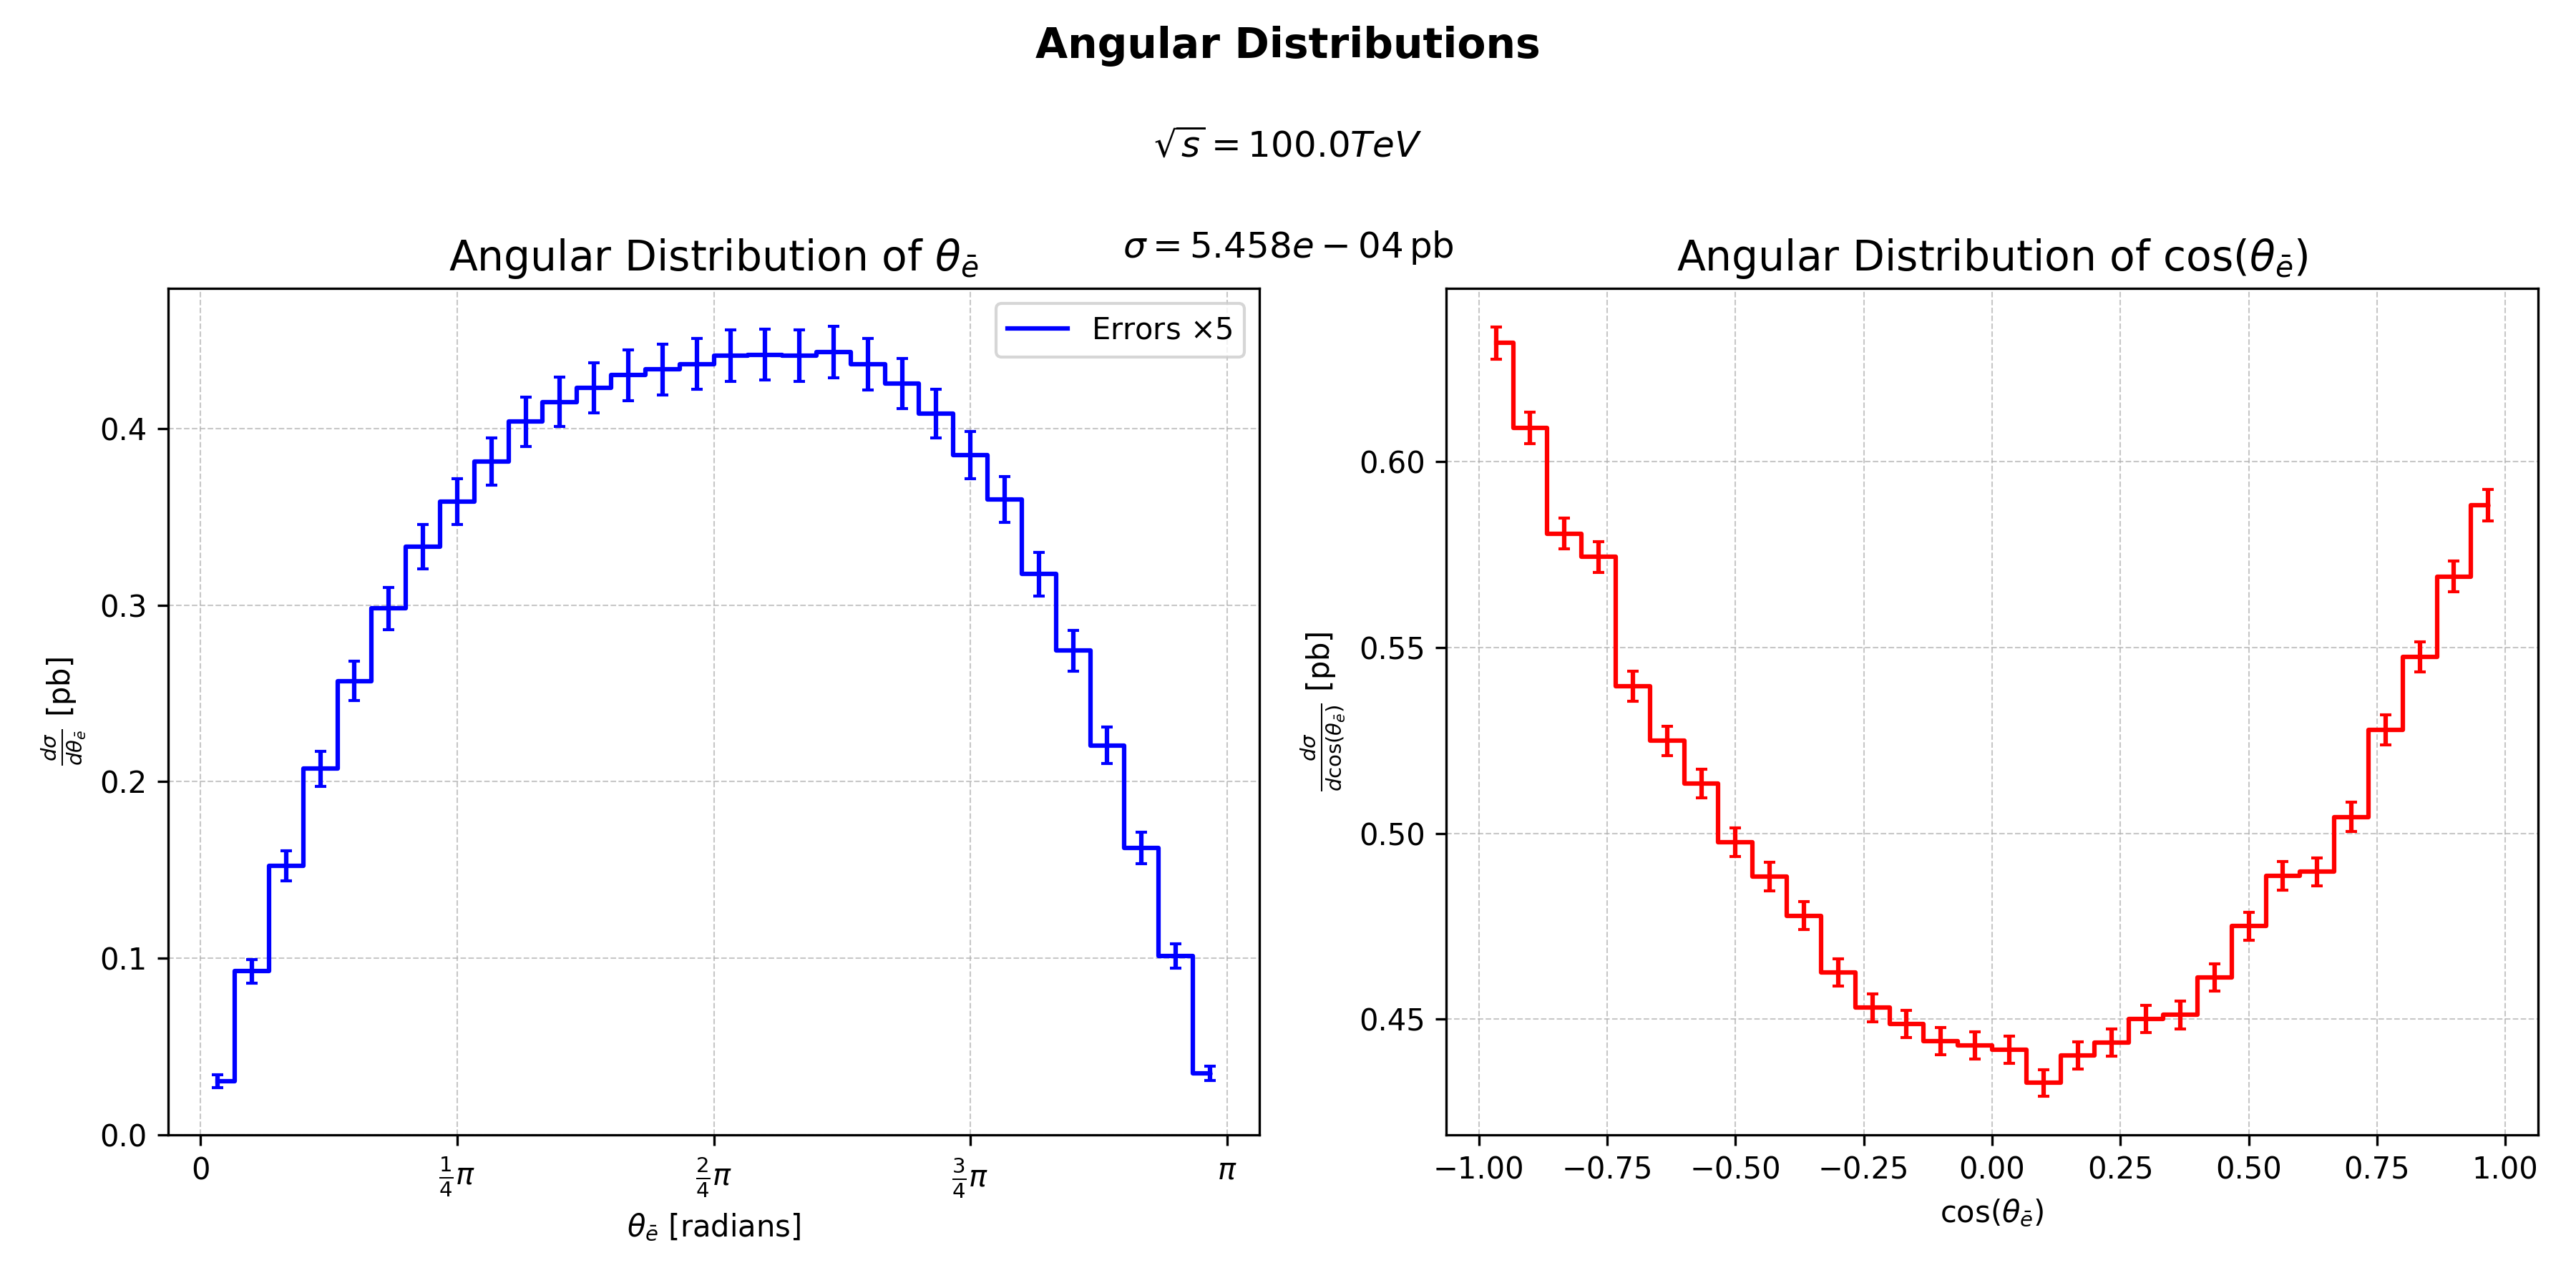 Angular Distributions
√s = 100.0TeV
σ = 5.458e − 04 pb
Angular Distribution of θ_ē
Errors ×5
dσ/dθ_ē [pb]
0.4
0.3
0.2
0.1
0.0
0 1/4 π 2/4 π 3/4 π π
θ_ē [radians]
Angular Distribution of cos(θ_ē)
dσ/dcos(θ_ē) [pb]
0.60
0.55
0.50
0.45
−1.00 −0.75 −0.50 −0.25 0.00 0.25 0.50 0.75 1.00
cos(θ_ē)